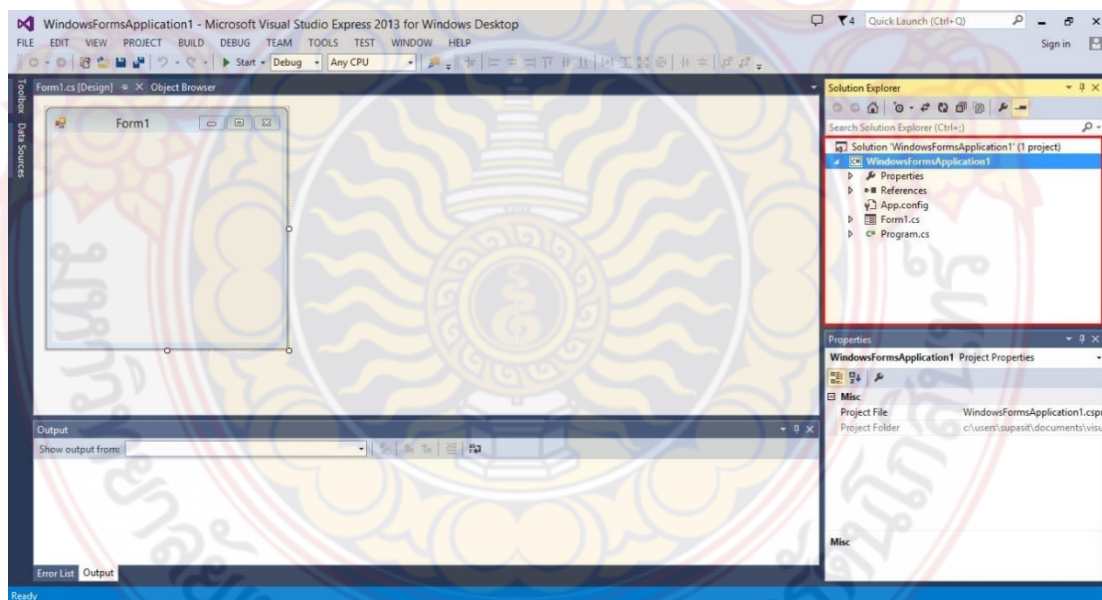 WindowsFormsApplication1 - Microsoft Visual Studio Express 2013 for Windows Desktop
4
Quick Launch (Ctrl+Q)
FILE EDIT VIEW PROJECT BUILD DEBUG TEAM TOOLS TEST WINDOW HELP
Sign in
Start Debug Any CPU
Toolbox
Data Sources
Form1.cs [Design] Object Browser
Form1
Solution Explorer
Search Solution Explorer (Ctrl+;)
Solution 'WindowsFormsApplication1' (1 project)
WindowsFormsApplication1
Properties
References
App.config
Form1.cs
Program.cs
Properties
WindowsFormsApplication1 Project Properties
Misc
Project File WindowsFormsApplication1.cspr
Project Folder c:\users\supasit\documents\visu
Misc
Output
Show output from:
Error List Output
Ready